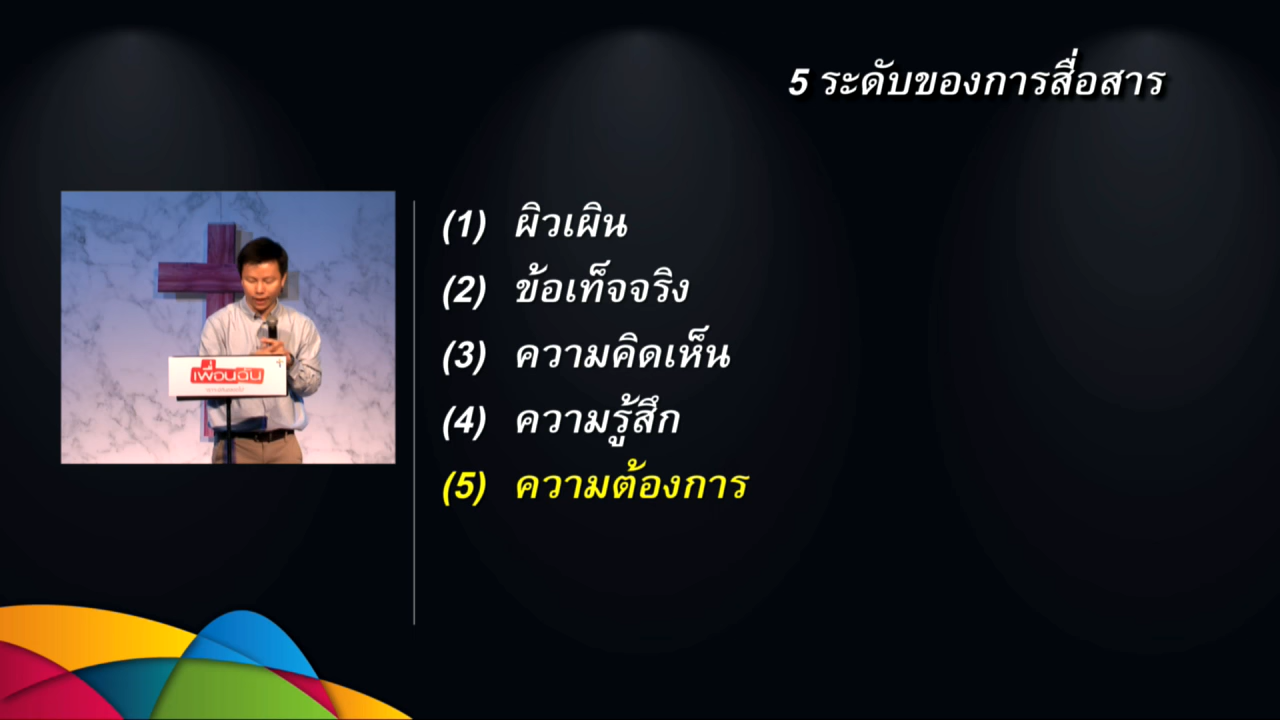 5 ระดับของการสื่อสาร
(1) ผิวเผิน
(2) ข้อเท็จจริง
(3) ความคิดเห็น
(4) ความรู้สึก
(5) ความต้องการ
เพื่อนฉัน